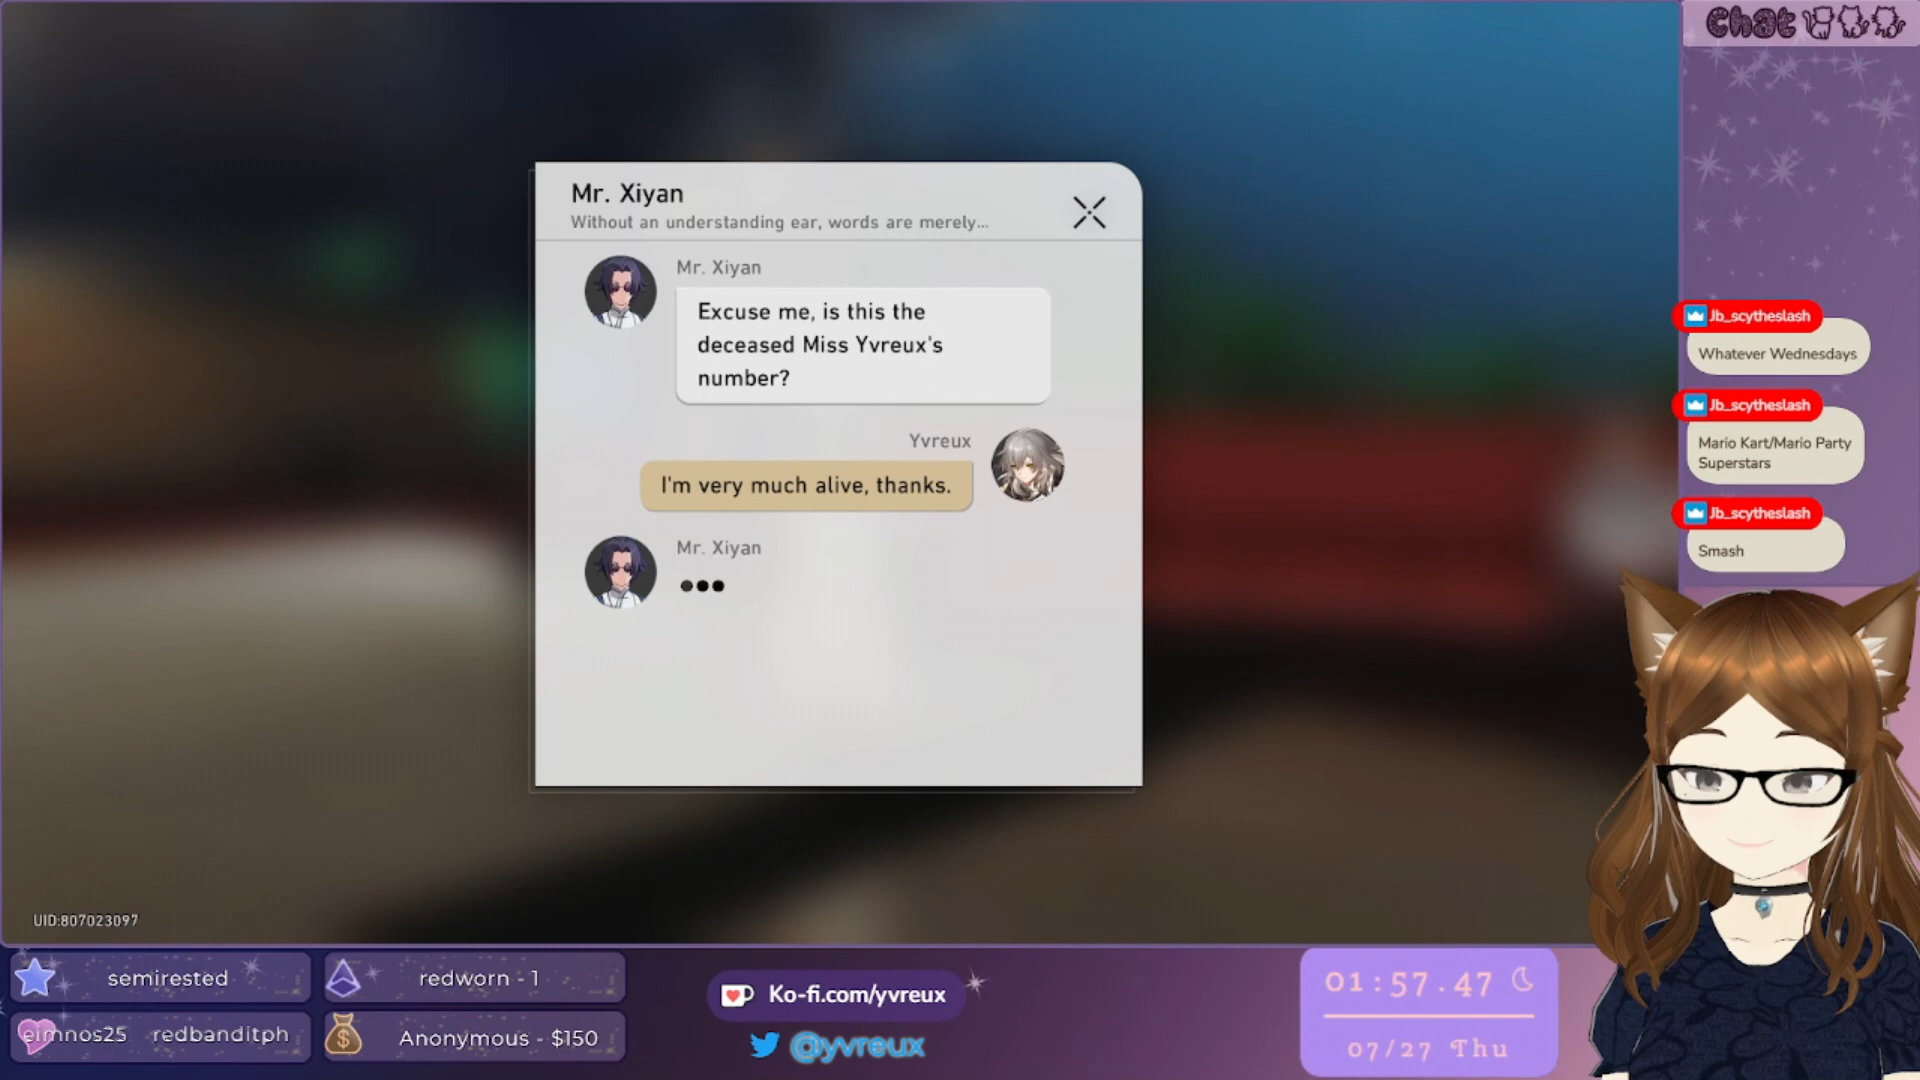 Chat
Mr. Xiyan
Without an understanding ear, words are merely...
Mr. Xiyan
Excuse me, is this the
deceased Miss Yvreux's
number?
Yvreux
I'm very much alive, thanks.
Mr. Xiyan
Jb_scytheslash
Whatever Wednesdays
Jb_scytheslash
Mario Kart/Mario Party
Superstars
Jb_scytheslash
Smash
UID:807023097
semirested
redworn - 1
eimnos25 redbanditph
Anonymous - $150
Ko-fi.com/yvreux
@yvreux
01:57.47
07/27 Thu